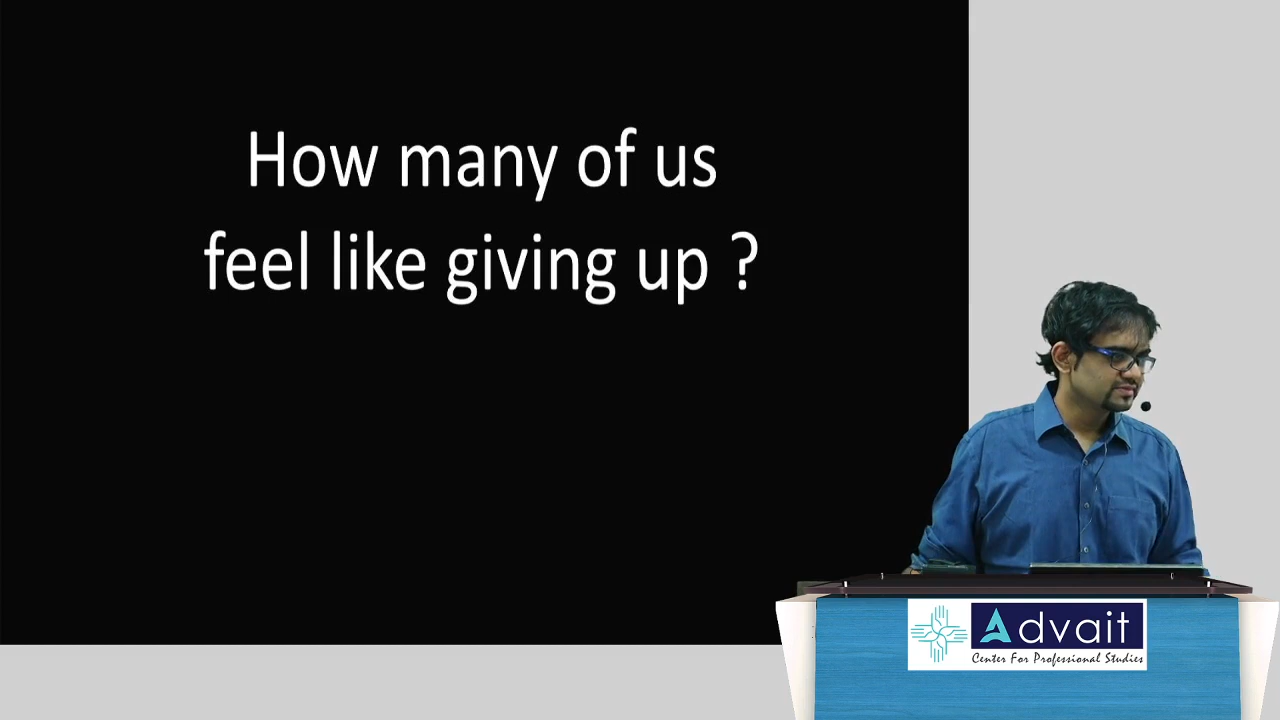 How many of us
feel like giving up ?
Advait
Center For Professional Studies